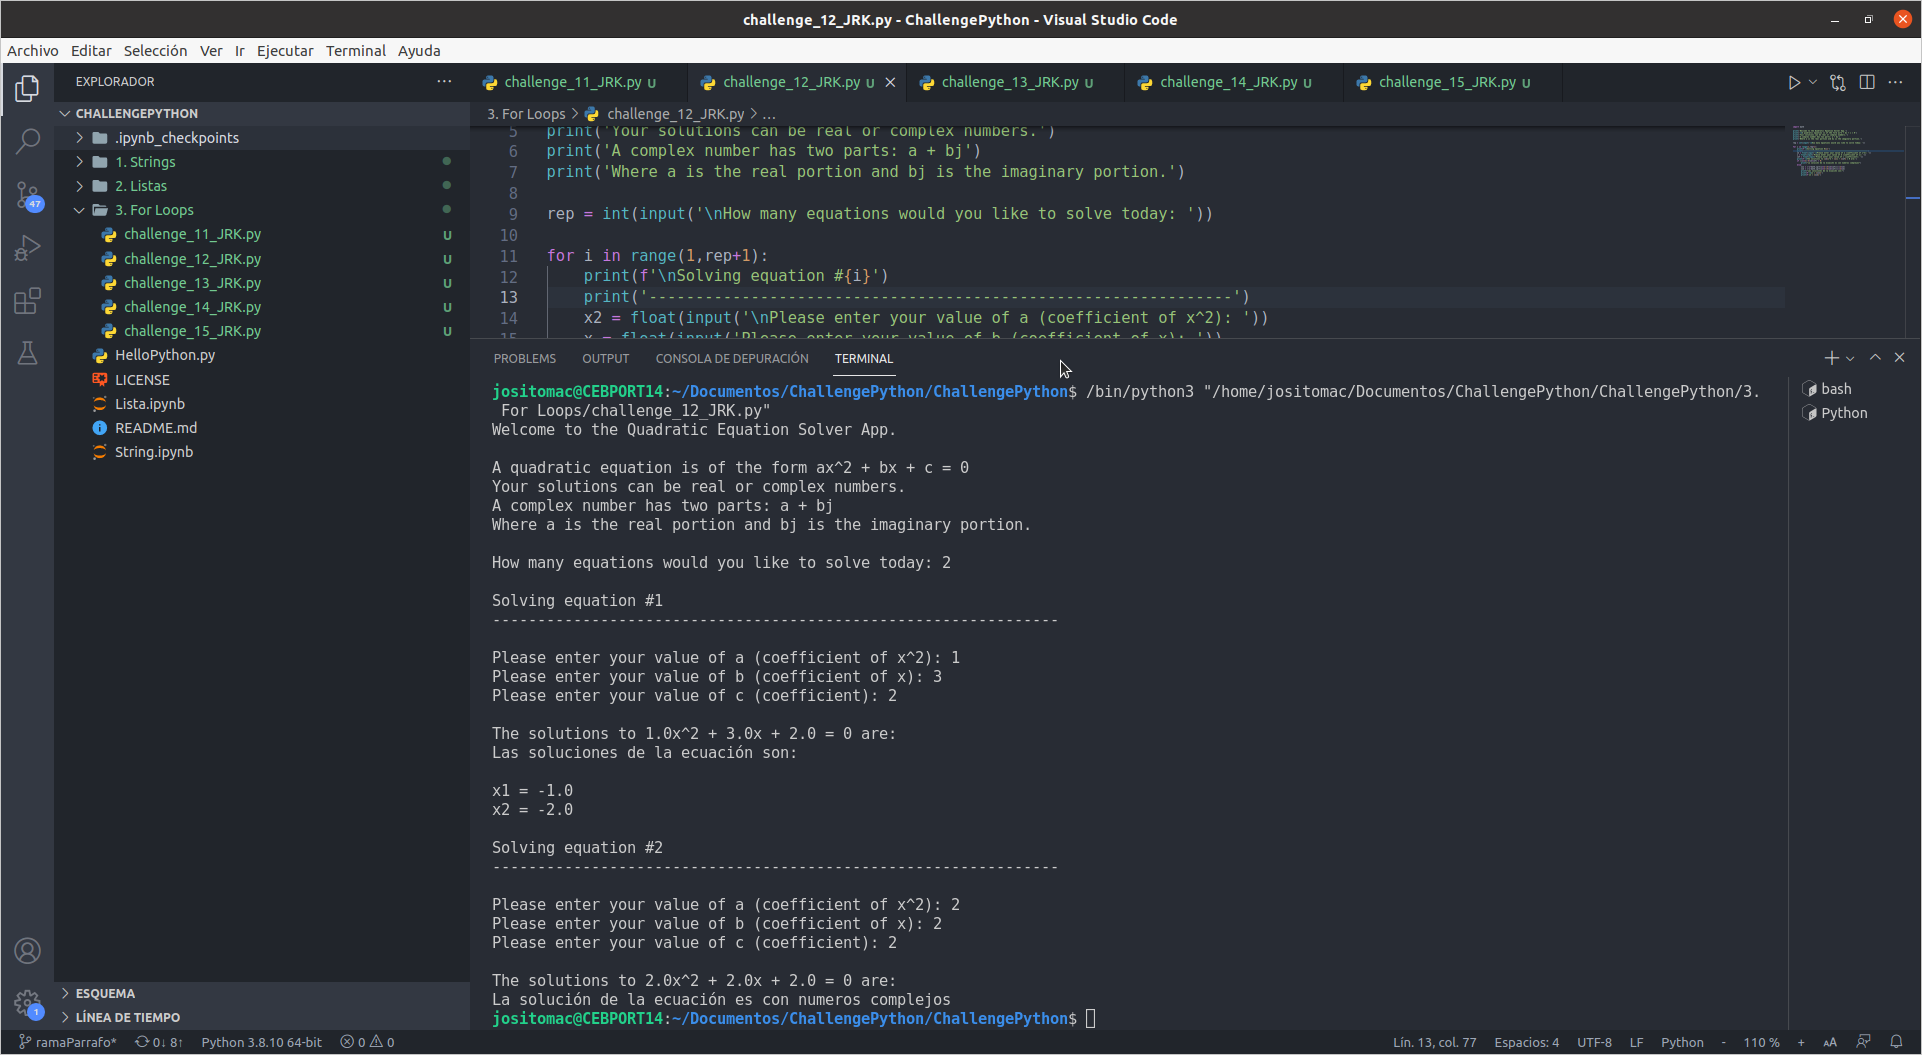 challenge_12_JRK.py - ChallengePython - Visual Studio Code
Archivo Editar Selección Ver Ir Ejecutar Terminal Ayuda
EXPLORADOR
CHALLENGEPYTHON
.ipynb_checkpoints
1. Strings
2. Listas
3. For Loops
challenge_11_JRK.py U
challenge_12_JRK.py U
challenge_13_JRK.py U
challenge_14_JRK.py U
challenge_15_JRK.py U
HelloPython.py
LICENSE
Lista.ipynb
README.md
String.ipynb
ESQUEMA
LÍNEA DE TIEMPO
47
1
challenge_11_JRK.py U challenge_12_JRK.py U challenge_13_JRK.py U challenge_14_JRK.py U challenge_15_JRK.py U
3. For Loops > challenge_12_JRK.py > ...
5 print('Your solutions can be real or complex numbers.')
6 print('A complex number has two parts: a + bj')
7 print('Where a is the real portion and bj is the imaginary portion.')
8
9 rep = int(input('\nHow many equations would you like to solve today: '))
10
11 for i in range(1,rep+1):
12 print(f'\nSolving equation #{i}')
13 print('---------------------------------------------------------------')
14 x2 = float(input('\nPlease enter your value of a (coefficient of x^2): '))
15 x = float(input('Please enter your value of b (coefficient of x): '))
PROBLEMS OUTPUT CONSOLA DE DEPURACIÓN TERMINAL
bash
Python
jositomac@CEBPORT14:~/Documentos/ChallengePython/ChallengePython$ /bin/python3 "/home/jositomac/Documentos/ChallengePython/ChallengePython/3.
For Loops/challenge_12_JRK.py"
Welcome to the Quadratic Equation Solver App.
A quadratic equation is of the form ax^2 + bx + c = 0
Your solutions can be real or complex numbers.
A complex number has two parts: a + bj
Where a is the real portion and bj is the imaginary portion.
How many equations would you like to solve today: 2
Solving equation #1
---------------------------------------------------------------
Please enter your value of a (coefficient of x^2): 1
Please enter your value of b (coefficient of x): 3
Please enter your value of c (coefficient): 2
The solutions to 1.0x^2 + 3.0x + 2.0 = 0 are:
Las soluciones de la ecuación son:
x1 = -1.0
x2 = -2.0
Solving equation #2
---------------------------------------------------------------
Please enter your value of a (coefficient of x^2): 2
Please enter your value of b (coefficient of x): 2
Please enter your value of c (coefficient): 2
The solutions to 2.0x^2 + 2.0x + 2.0 = 0 are:
La solución de la ecuación es con numeros complejos
jositomac@CEBPORT14:~/Documentos/ChallengePython/ChallengePython$
ramaParrafo* 0↓ 8↑ Python 3.8.10 64-bit 0 0 Lín. 13, col. 77 Espacios: 4 UTF-8 LF Python - 110 % + AA